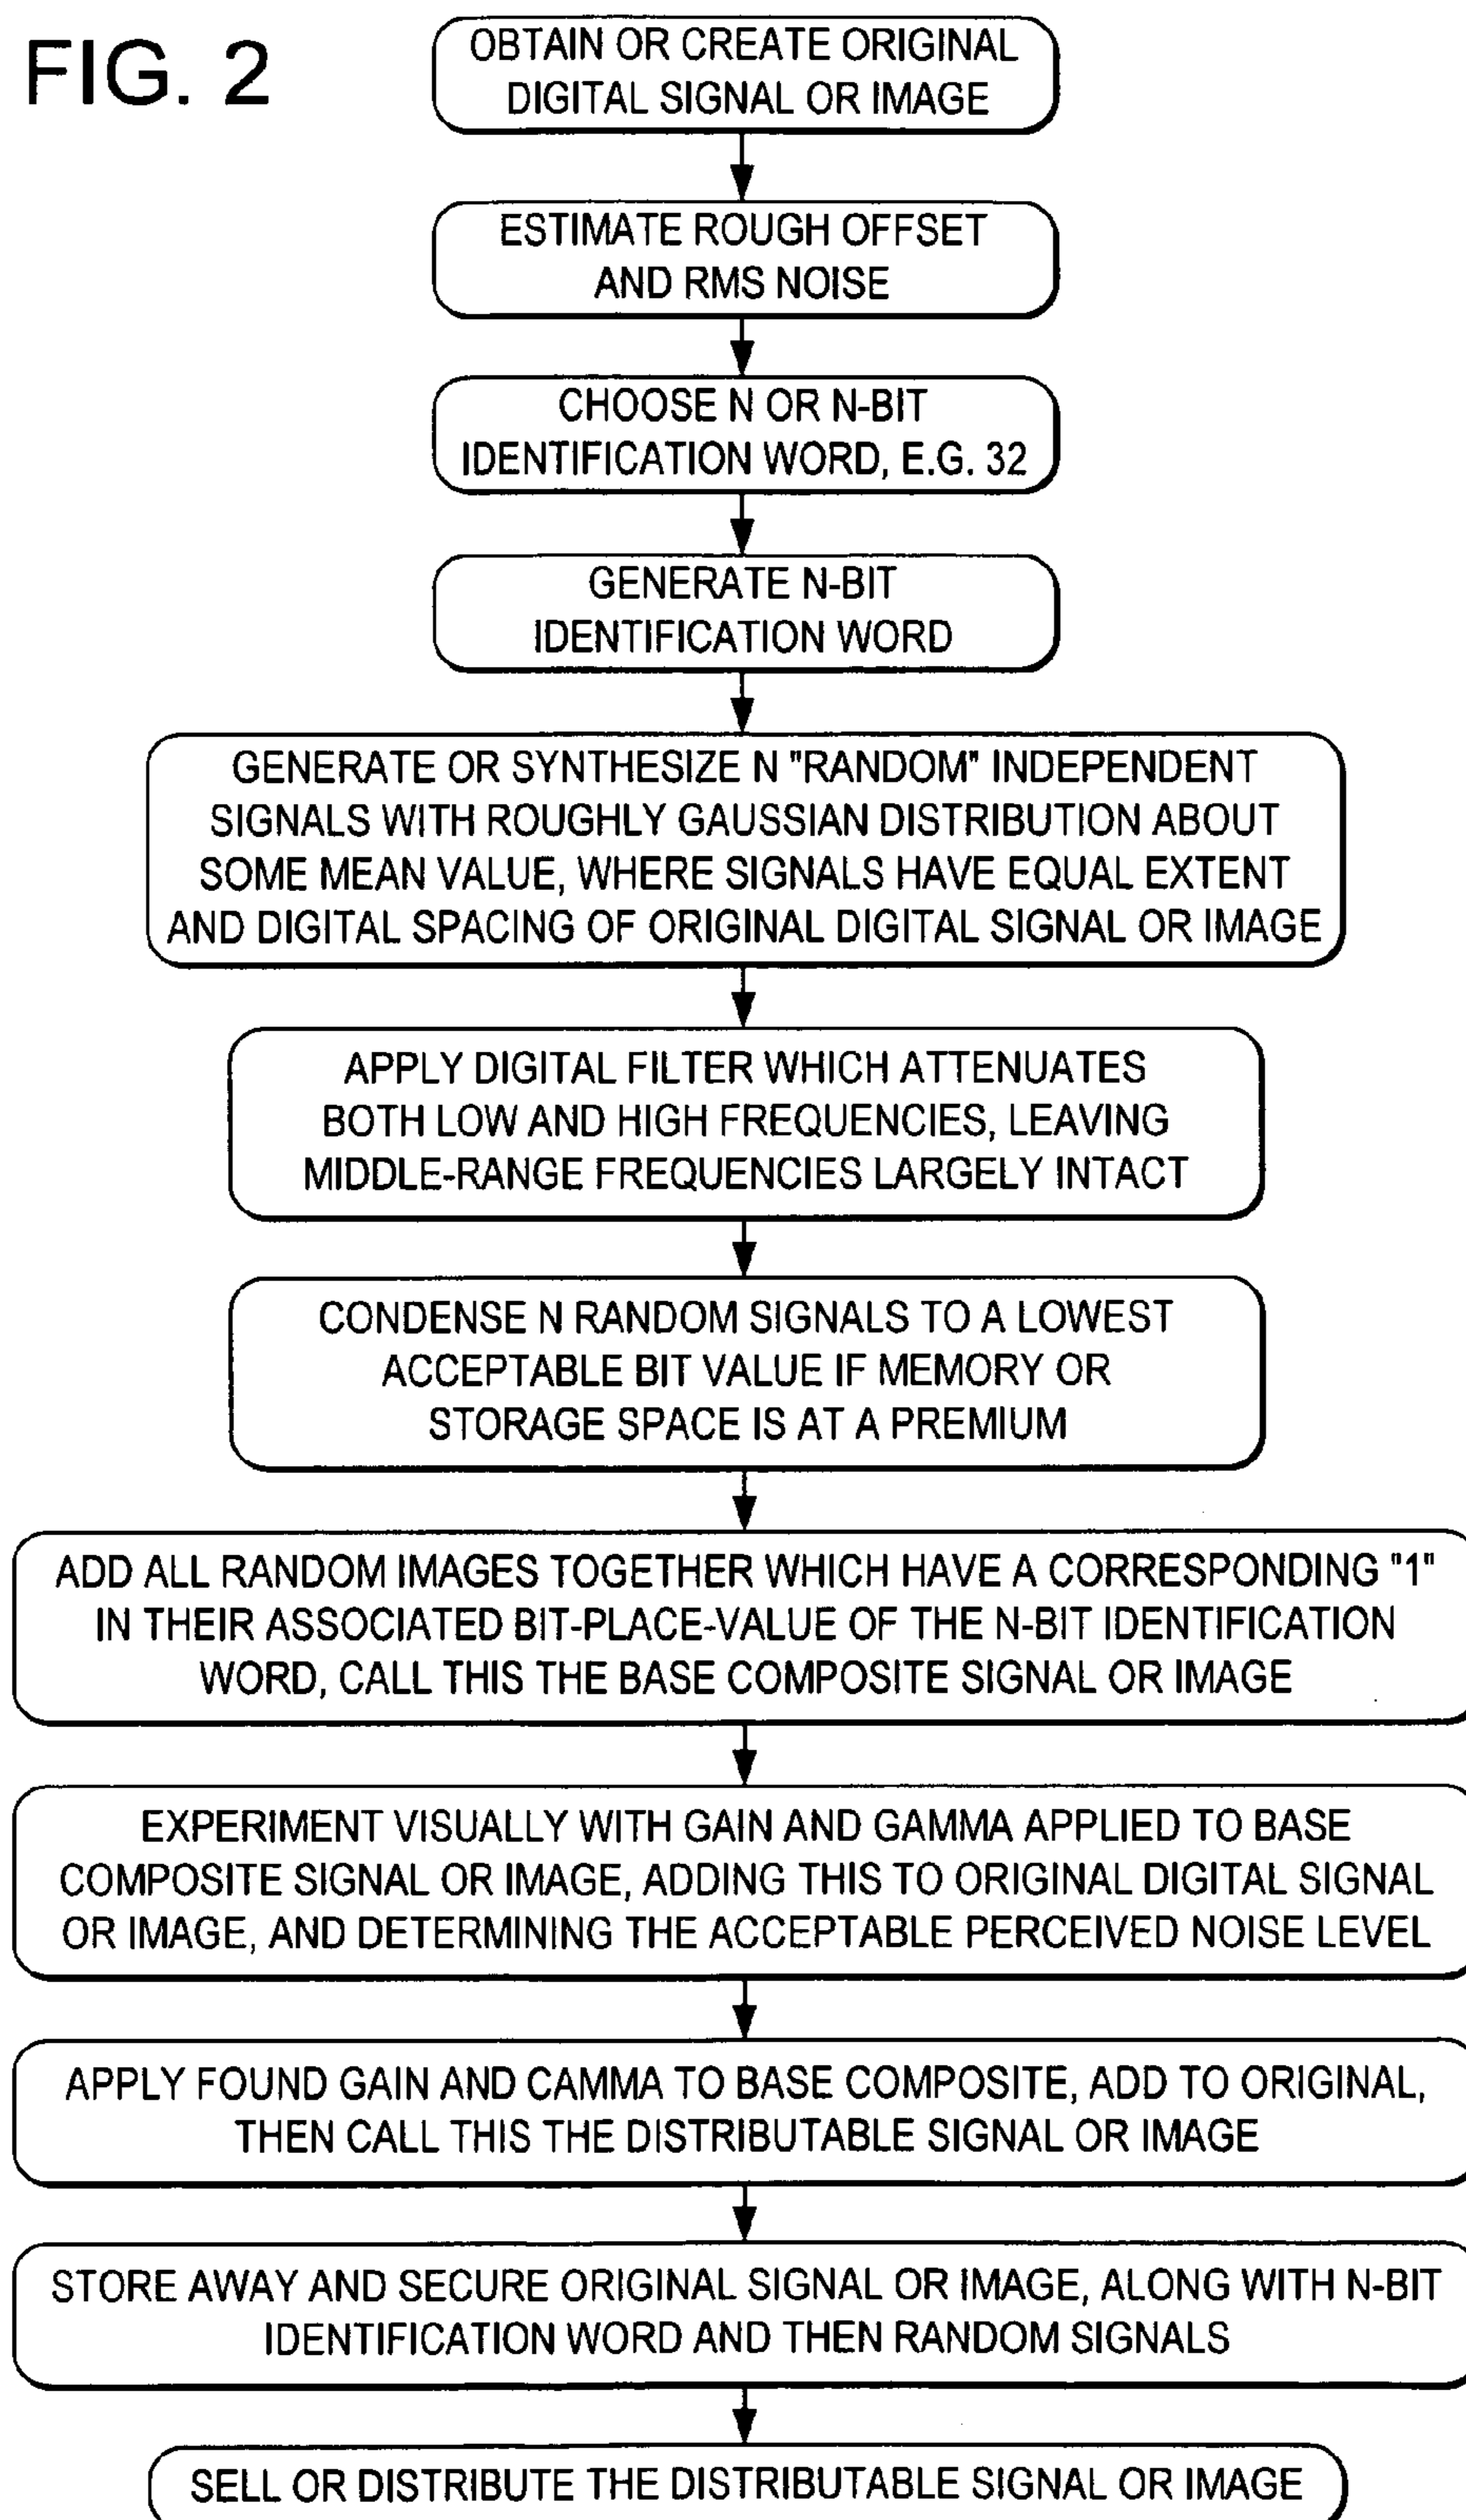 FIG. 2
OBTAIN OR CREATE ORIGINAL
DIGITAL SIGNAL OR IMAGE
ESTIMATE ROUGH OFFSET
AND RMS NOISE
CHOOSE N OR N-BIT
IDENTIFICATION WORD, E.G. 32
GENERATE N-BIT
IDENTIFICATION WORD
GENERATE OR SYNTHESIZE N "RANDOM" INDEPENDENT
SIGNALS WITH ROUGHLY GAUSSIAN DISTRIBUTION ABOUT
SOME MEAN VALUE, WHERE SIGNALS HAVE EQUAL EXTENT
AND DIGITAL SPACING OF ORIGINAL DIGITAL SIGNAL OR IMAGE
APPLY DIGITAL FILTER WHICH ATTENUATES
BOTH LOW AND HIGH FREQUENCIES, LEAVING
MIDDLE-RANGE FREQUENCIES LARGELY INTACT
CONDENSE N RANDOM SIGNALS TO A LOWEST
ACCEPTABLE BIT VALUE IF MEMORY OR
STORAGE SPACE IS AT A PREMIUM
ADD ALL RANDOM IMAGES TOGETHER WHICH HAVE A CORRESPONDING "1"
IN THEIR ASSOCIATED BIT-PLACE-VALUE OF THE N-BIT IDENTIFICATION
WORD, CALL THIS THE BASE COMPOSITE SIGNAL OR IMAGE
EXPERIMENT VISUALLY WITH GAIN AND GAMMA APPLIED TO BASE
COMPOSITE SIGNAL OR IMAGE, ADDING THIS TO ORIGINAL DIGITAL SIGNAL
OR IMAGE, AND DETERMINING THE ACCEPTABLE PERCEIVED NOISE LEVEL
APPLY FOUND GAIN AND CAMMA TO BASE COMPOSITE, ADD TO ORIGINAL,
THEN CALL THIS THE DISTRIBUTABLE SIGNAL OR IMAGE
STORE AWAY AND SECURE ORIGINAL SIGNAL OR IMAGE, ALONG WITH N-BIT
IDENTIFICATION WORD AND THEN RANDOM SIGNALS
SELL OR DISTRIBUTE THE DISTRIBUTABLE SIGNAL OR IMAGE